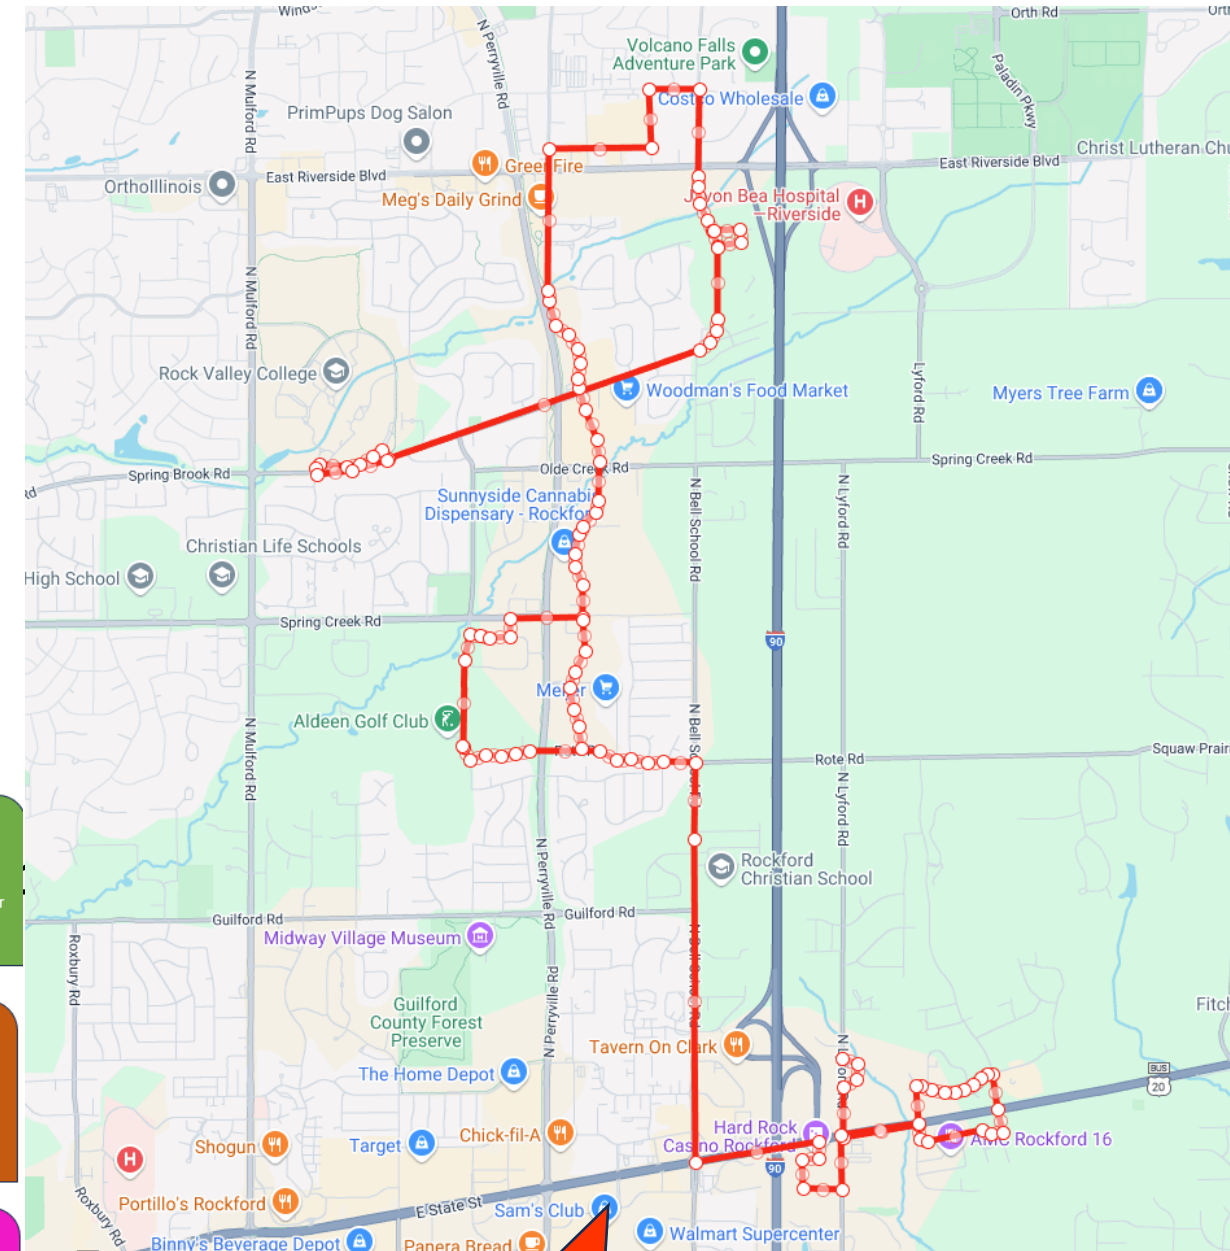 Orth Rd
N Perryville Rd
Volcano Falls
Adventure Park
Paladin Pkwy
N Mulford Rd
PrimPups Dog Salon
Costco Wholesale
East Riverside Blvd
Christ Lutheran
OrthoIllinois
East Riverside Blvd
Green Fire
Meg's Daily Grind
Javon Bea Hospital
—Riverside
H
N Mulford Rd
Rock Valley College
Woodman's Food Market
Lyford Rd
Myers Tree Farm
Spring Brook Rd
Olde Creek Rd
Spring Creek Rd
Sunnyside Cannabi
Dispensary - Rockfor
N Bell School Rd
N Lyford Rd
Christian Life Schools
High School
Spring Creek Rd
90
Meijer
Aldeen Golf Club
N Mulford Rd
Rote Rd
Squaw Prair
N Lyford Rd
Rockford
Christian School
N Perryville Rd
Guilford Rd
Guilford Rd
Midway Village Museum
Roxbury Rd
N Bell School Rd
N Perryville Rd
Guilford
County Forest
Preserve
Tavern On Clark
The Home Depot
BUS
20
Hard Rock
Casino Rockford
Chick-fil-A
Target
Shogun
AMC Rockford 16
90
H
Portillo's Rockford
Roxbury Rd
E State St
Sam's Club
Walmart Supercenter
Binny's Beverage Depot
Panera Bread